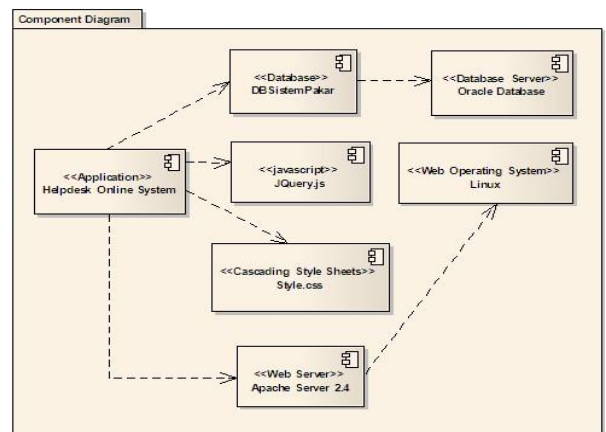 Component Diagram
<<Database>>
DBSistemPakar
<<Database Server>>
Oracle Database
<<Application>>
Helpdesk Online System
<<javascript>>
JQuery.js
<<Web Operating System>>
Linux
<<Cascading Style Sheets>>
Style.css
<<Web Server>>
Apache Server 2.4